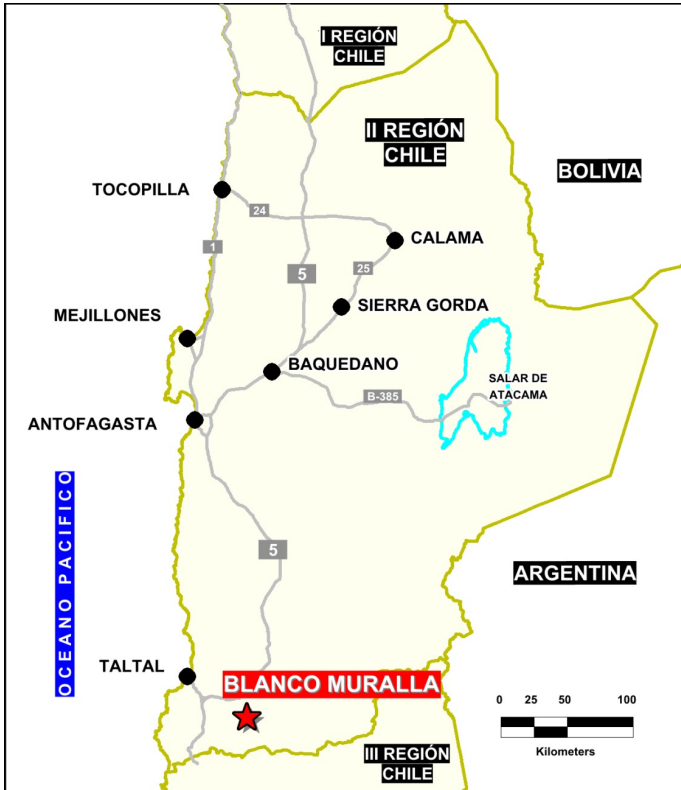 I REGIÓN
CHILE
II REGIÓN
CHILE
BOLIVIA
TOCOPILLA
24
CALAMA
1
5
25
SIERRA GORDA
MEJILLONES
BAQUEDANO
SALAR DE
ATACAMA
B-385
ANTOFAGASTA
OCEANO PACIFICO
5
ARGENTINA
TALTAL
BLANCO MURALLA
0 25 50 100
Kilometers
III REGIÓN
CHILE